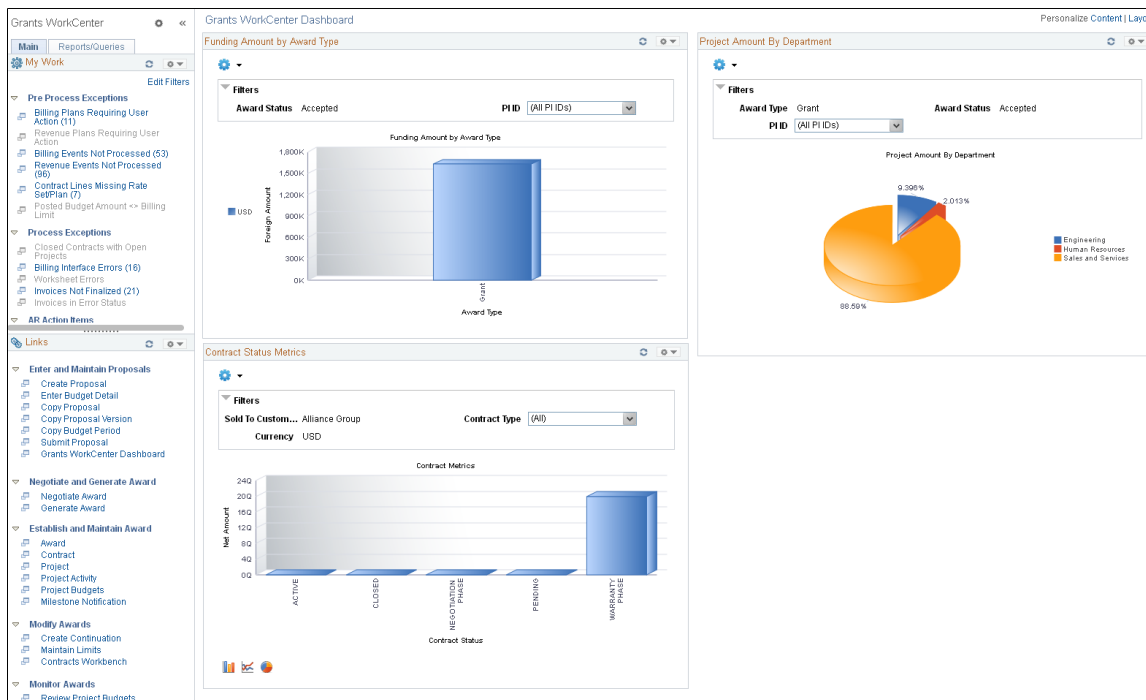 Grants WorkCenter
Main
Reports/Queries
My Work
Edit Filters
Pre Process Exceptions
Billing Plans Requiring User
Action (11)
Revenue Plans Requiring User
Action
Billing Events Not Processed (53)
Revenue Events Not Processed
(96)
Contract Lines Missing Rate
Set/Plan (7)
Posted Budget Amount <> Billing
Limit
Process Exceptions
Closed Contracts with Open
Projects
Billing Interface Errors (16)
Worksheet Errors
Invoices Not Finalized (21)
Invoices in Error Status
AR Action Items
Links
Enter and Maintain Proposals
Create Proposal
Enter Budget Detail
Copy Proposal
Copy Proposal Version
Copy Budget Period
Submit Proposal
Grants WorkCenter Dashboard
Negotiate and Generate Award
Negotiate Award
Generate Award
Establish and Maintain Award
Award
Contract
Project
Project Activity
Project Budgets
Milestone Notification
Modify Awards
Create Continuation
Maintain Limits
Contracts Workbench
Monitor Awards
Review Project Budgets
Grants WorkCenter Dashboard
Personalize Content | Layo
Funding Amount by Award Type
Filters
Award Status Accepted
PI ID (All PI IDs)
Funding Amount by Award Type
1,800K
1,500K
1,200K
900K
600K
300K
0K
Foreign Amount
USD
Grant
Award Type
Project Amount By Department
Filters
Award Type Grant
Award Status Accepted
PI ID (All PI IDs)
Project Amount By Department
9.396%
2.013%
88.59%
Engineering
Human Resources
Sales and Services
Contract Status Metrics
Filters
Sold To Custom... Alliance Group
Contract Type (All)
Currency USD
Contract Metrics
24Q
20Q
16Q
12Q
8Q
4Q
0Q
Net Amount
ACTIVE
CLOSED
NEGOTIATION
PHASE
PENDING
WARRANTY
PHASE
Contract Status